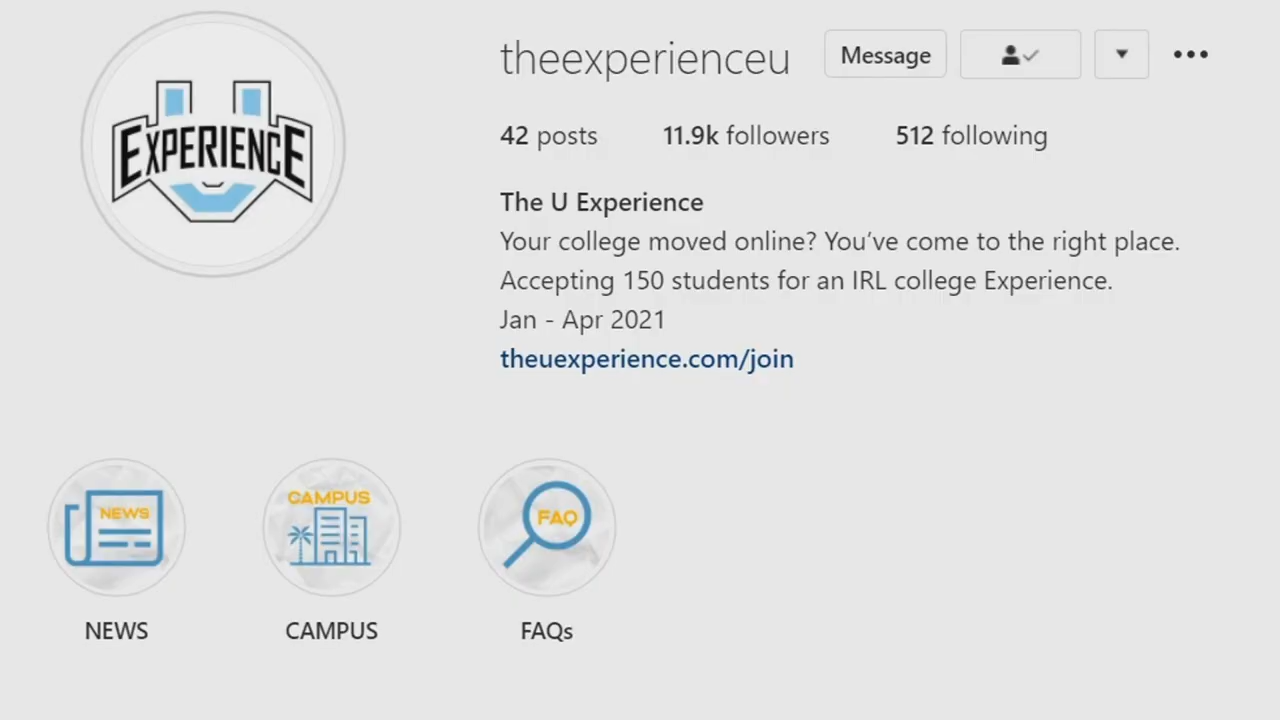 EXPERIENCE
theexperienceu Message
42 posts 11.9k followers 512 following
The U Experience
Your college moved online? You’ve come to the right place.
Accepting 150 students for an IRL college Experience.
Jan - Apr 2021
theuexperience.com/join
NEWS CAMPUS FAQ
NEWS CAMPUS FAQs